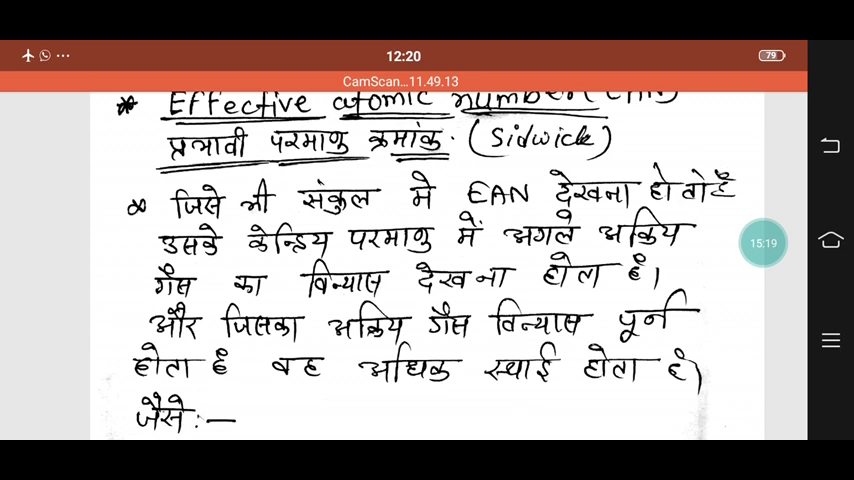 12:20
79
CamScan...11.49.13
* Effective atomic number (EAN)
प्रभावी परमाणु क्रमांक. (Sidwick)
जिसे भी संकुल मे EAN देखना होतो है
उसके केन्द्रिय परमाणु में अगले अक्रिय
गैस का विन्यास देखना होता है।
15:19
और जिसका अक्रिय गैस विन्यास पूर्न
होता है वह अधिक स्थाई होता है।
जैसे:—